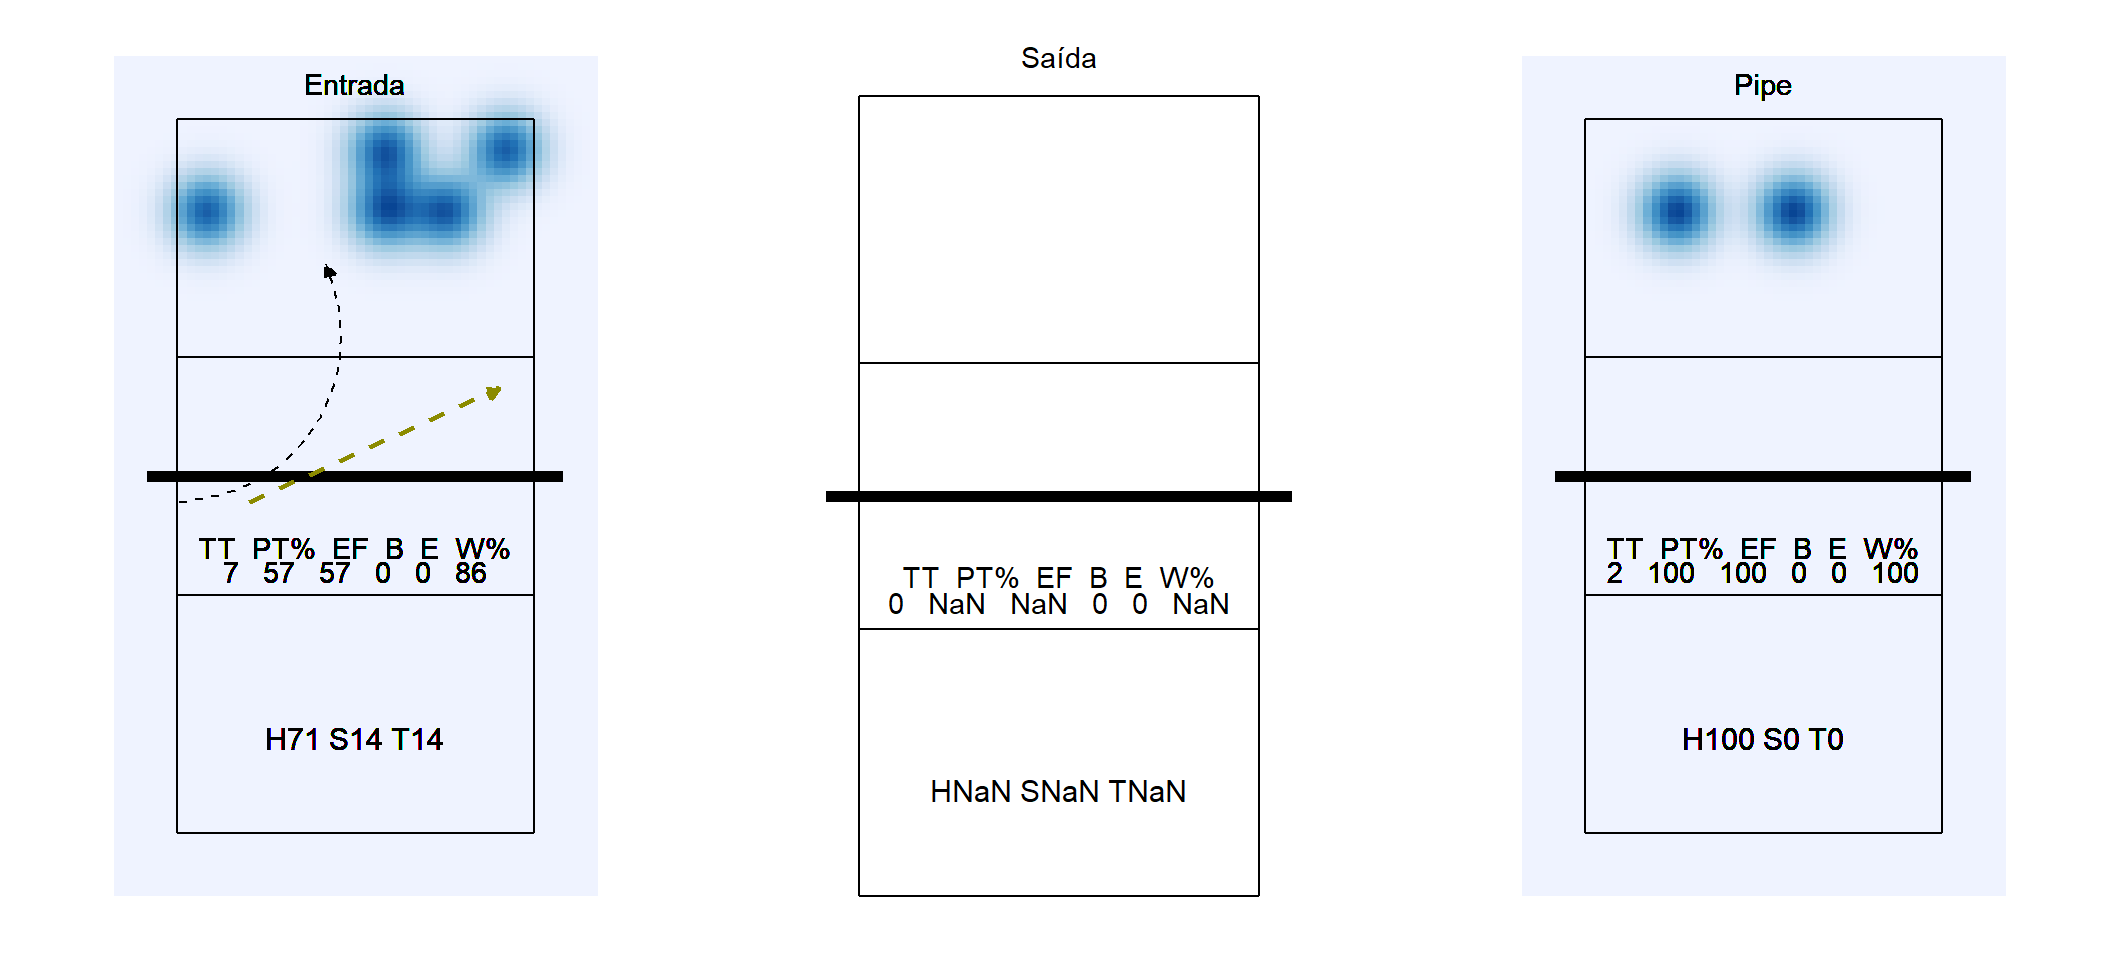 Entrada
TT PT% EF B E W%
7 57 57 0 0 86
H71 S14 T14
Saída
TT PT% EF B E W%
0 NaN NaN 0 0 NaN
HNaN SNaN TNaN
Pipe
TT PT% EF B E W%
2 100 100 0 0 100
H100 S0 T0